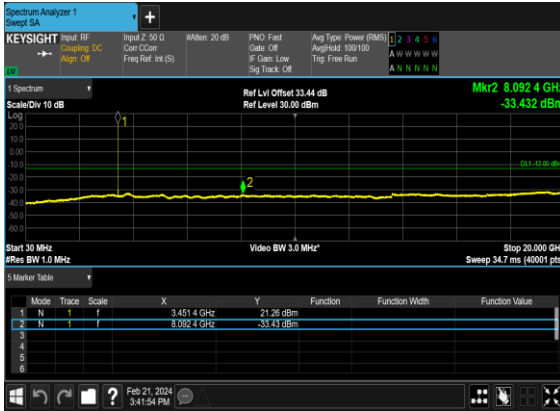 Spectrum Analyzer 1
Swept SA
+
KEYSIGHT Input: RF Input Z: 50 Ω #Atten: 20 dB PNO: Fast Avg Type: Power (RMS) 1 2 3 4 5 6
Coupling: DC Corr CCorr Gate: Off Avg|Hold: 100/100 A W W W W W
Align: Off Freq Ref: Int (S) IF Gain: Low Trig: Free Run
Sig Track: Off A N N N N N
LXI
1 Spectrum Ref Lvl Offset 33.44 dB Mkr2 8.092 4 GHz
Scale/Div 10 dB Ref Level 30.00 dBm -33.432 dBm
Log
1
20.0
10.0
0.00
-10.0
DL1 -13.00 dBm
-20.0
2
-30.0
-40.0
-50.0
-60.0
Start 30 MHz Video BW 3.0 MHz* Stop 20.000 GH
#Res BW 1.0 MHz Sweep 34.7 ms (40001 pts
5 Marker Table
Mode Trace Scale X Y Function Function Width Function Value
1 N 1 f 3.451 4 GHz 21.26 dBm
2 N 1 f 8.092 4 GHz -33.43 dBm
3
4
5
6
? Feb 21, 2024
3:41:54 PM